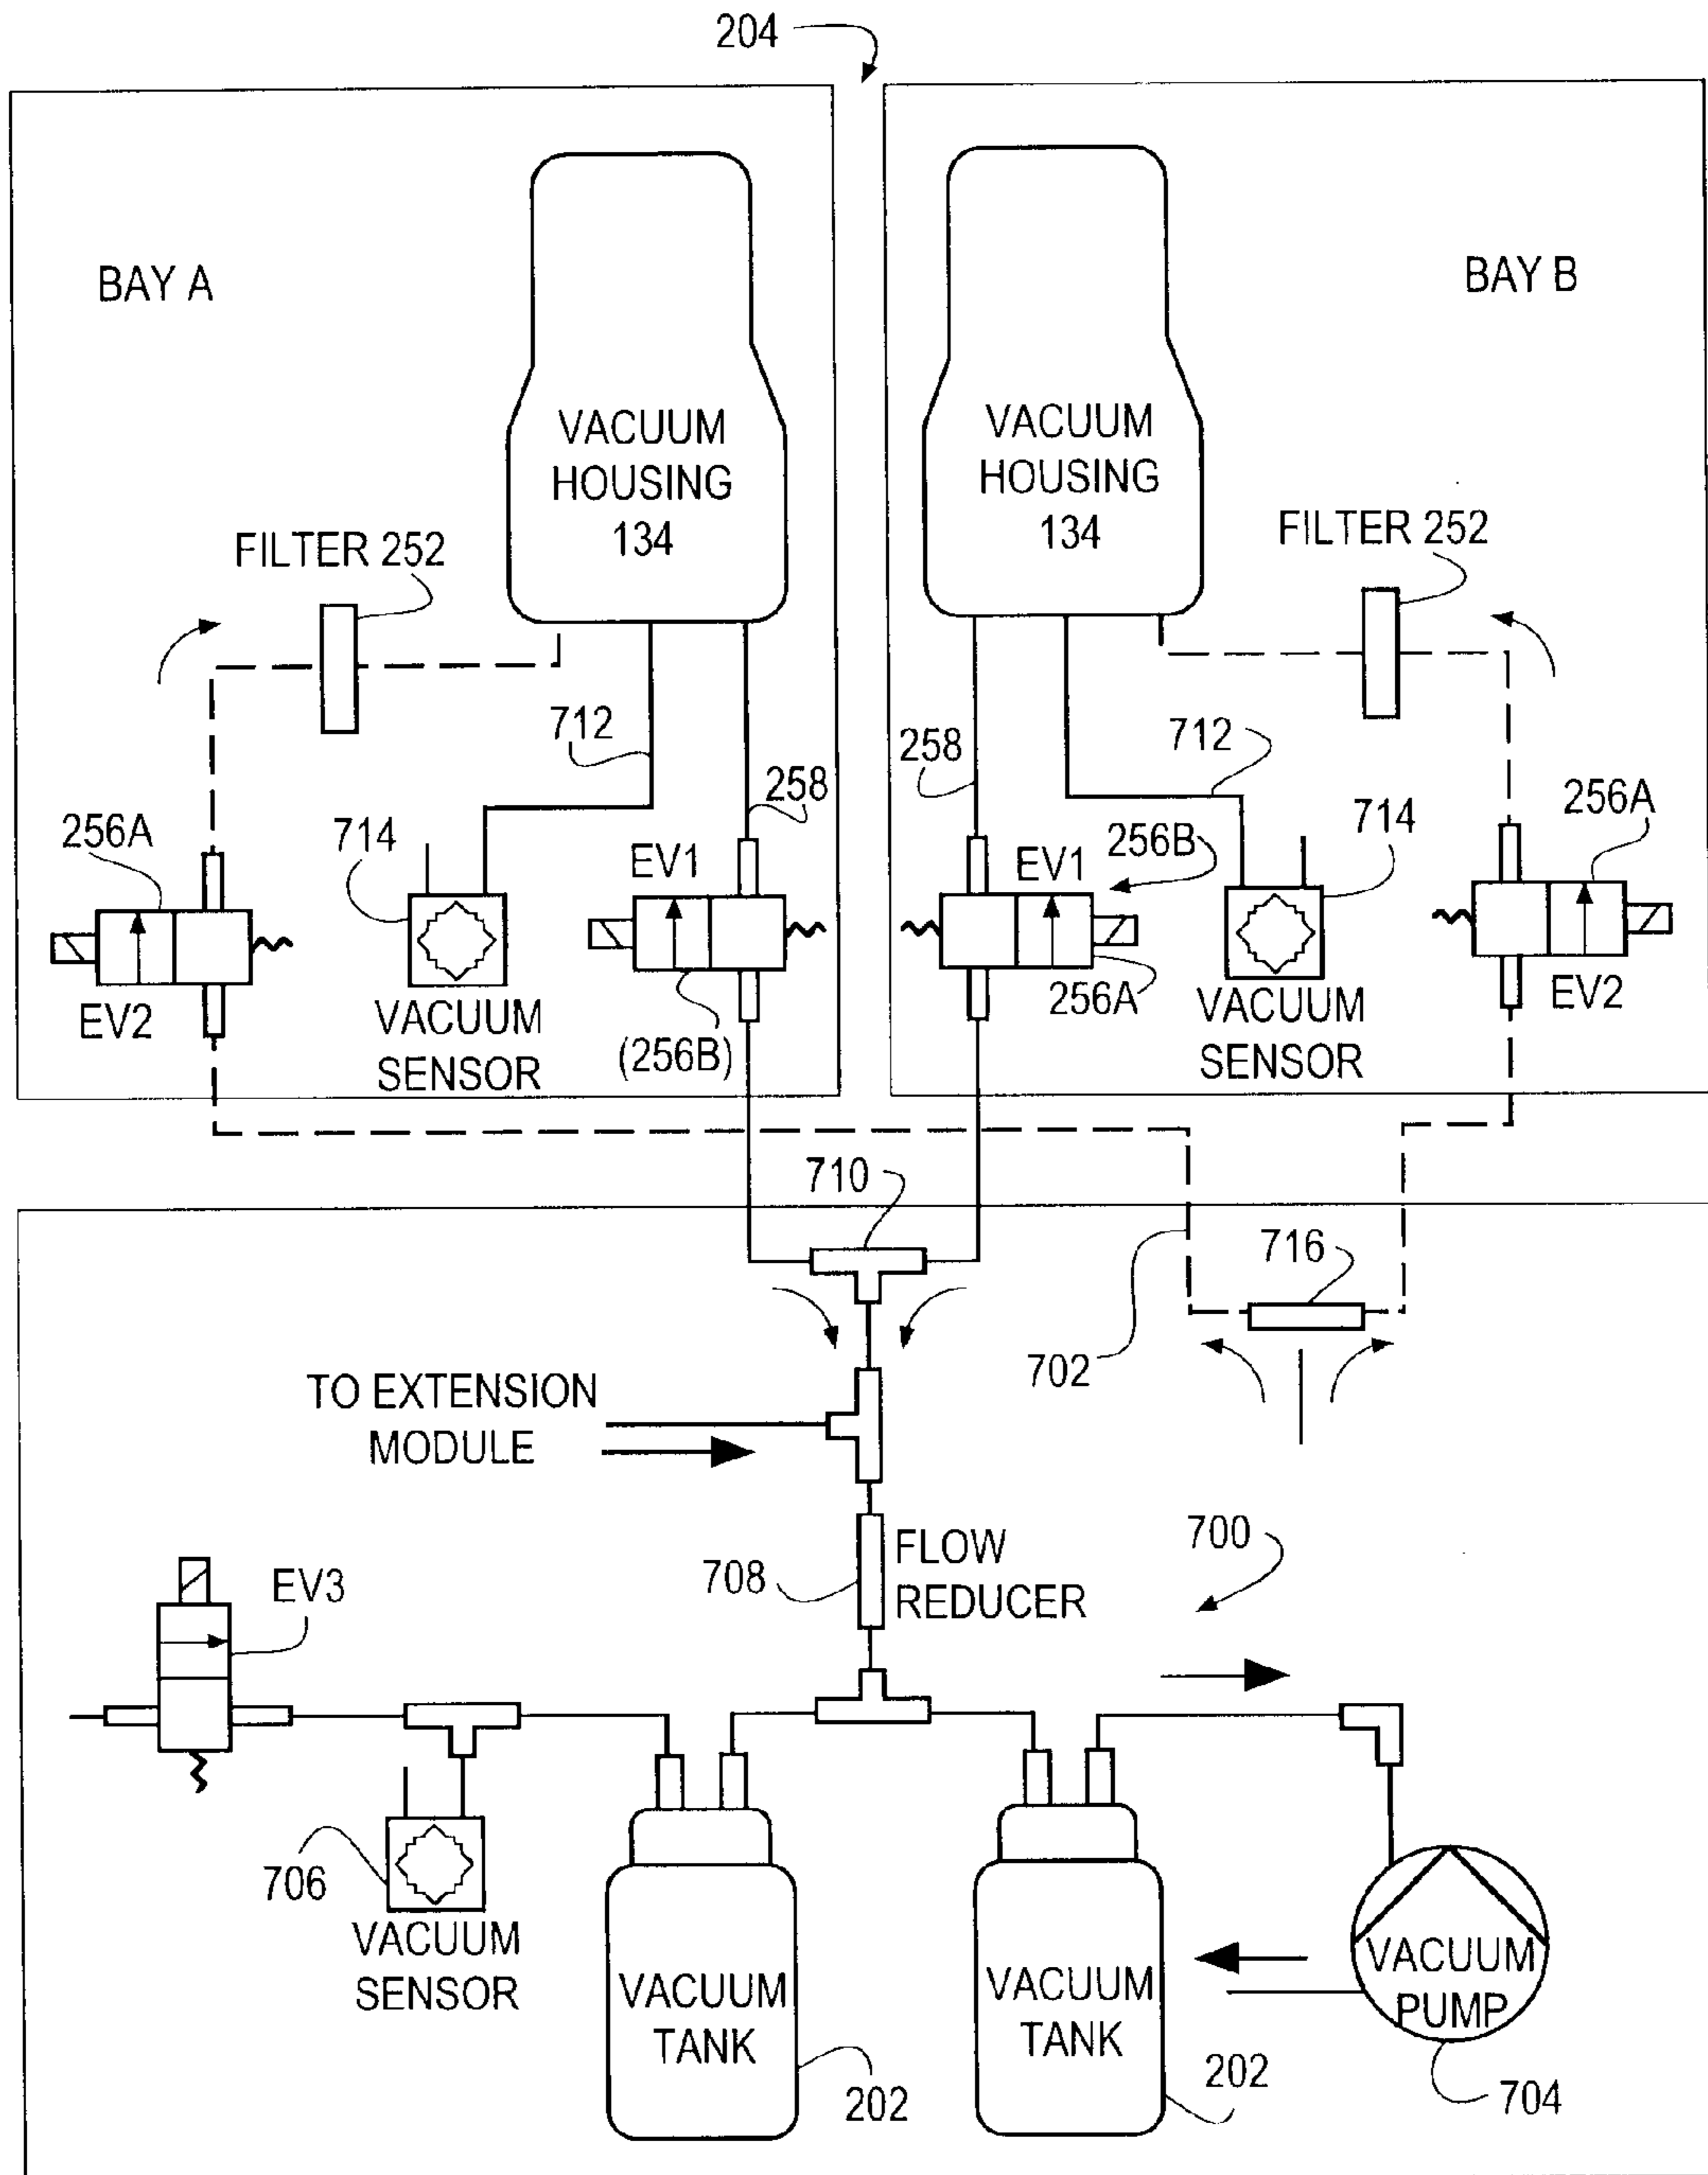 204
BAY A
BAY B
VACUUM
HOUSING
134
VACUUM
HOUSING
134
FILTER 252
FILTER 252
712
258
258
712
256A
714
EV1
EV1
256B
714
256A
EV2
VACUUM
SENSOR
(256B)
256A
VACUUM
SENSOR
EV2
710
716
702
TO EXTENSION
MODULE
708
FLOW
REDUCER
700
EV3
706
VACUUM
SENSOR
VACUUM
TANK
202
VACUUM
TANK
202
VACUUM
PUMP
704